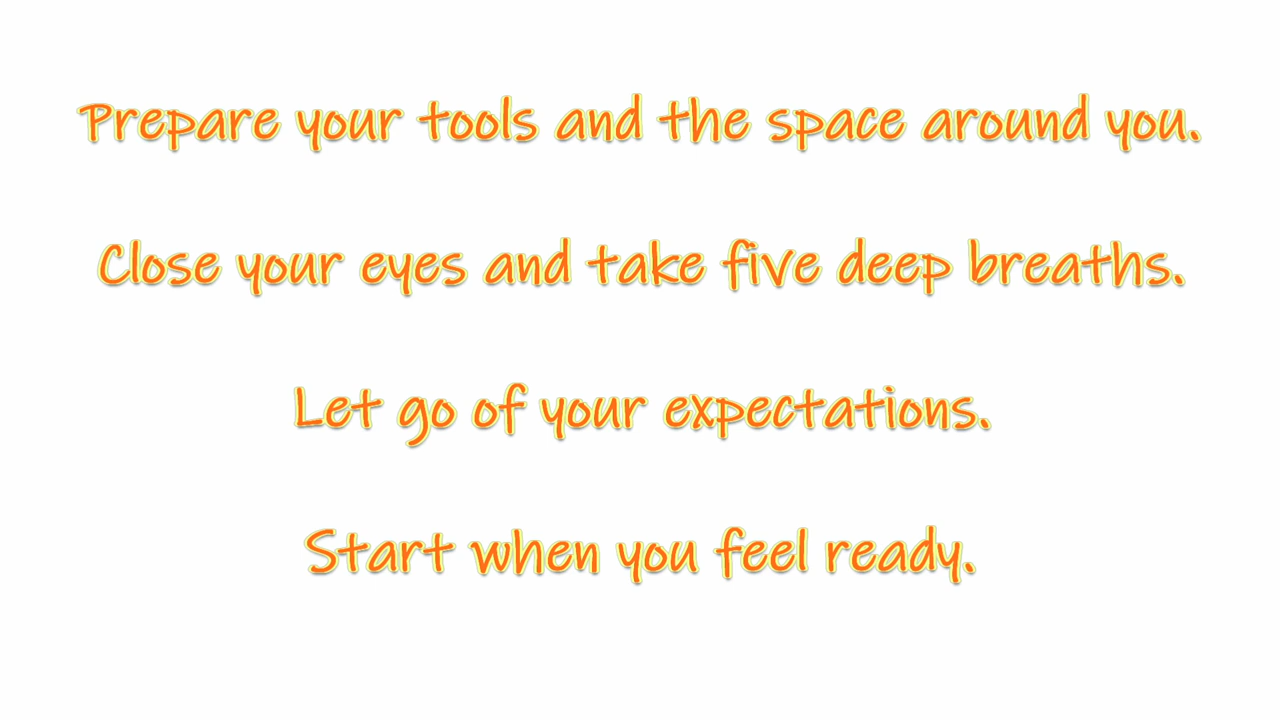 Prepare your tools and the space around you.
Close your eyes and take five deep breaths.
Let go of your expectations.
Start when you feel ready.